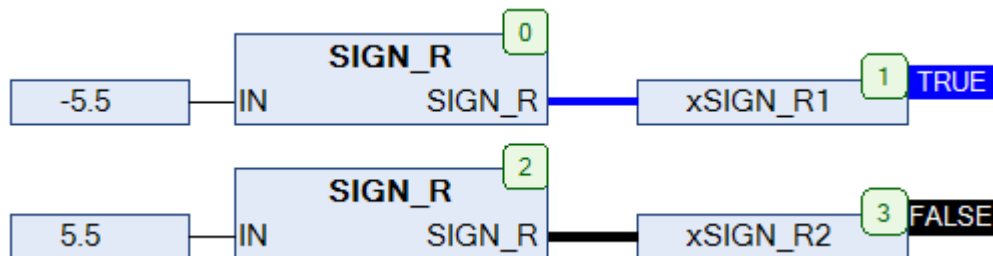 0
SIGN_R
-5.5 IN SIGN_R xSIGN_R1 1 TRUE
2
SIGN_R
5.5 IN SIGN_R xSIGN_R2 3 FALSE